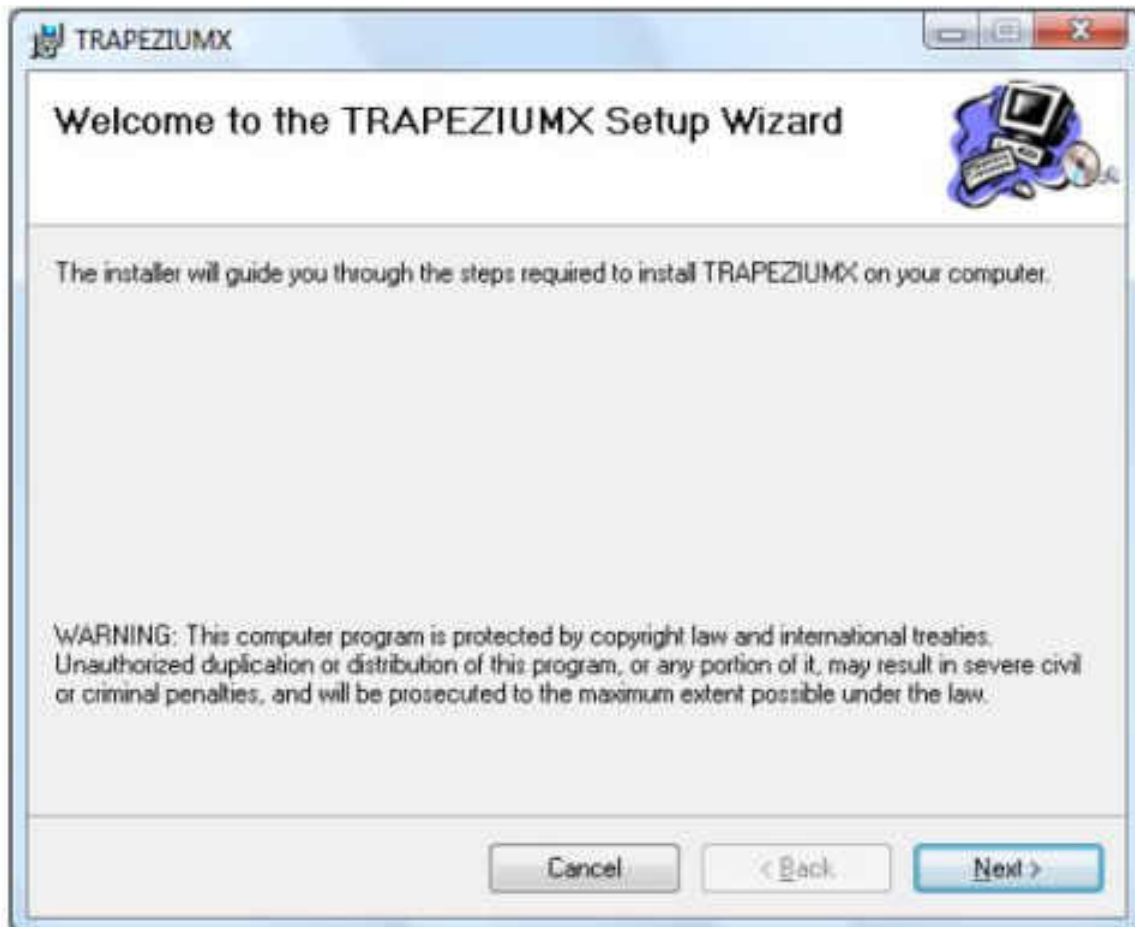 TRAPEZIUMX
Welcome to the TRAPEZIUMX Setup Wizard
The installer will guide you through the steps required to install TRAPEZIUMX on your computer.
WARNING: This computer program is protected by copyright law and international treaties.
Unauthorized duplication or distribution of this program, or any portion of it, may result in severe civil
or criminal penalties, and will be prosecuted to the maximum extent possible under the law.
Cancel < Back Next >